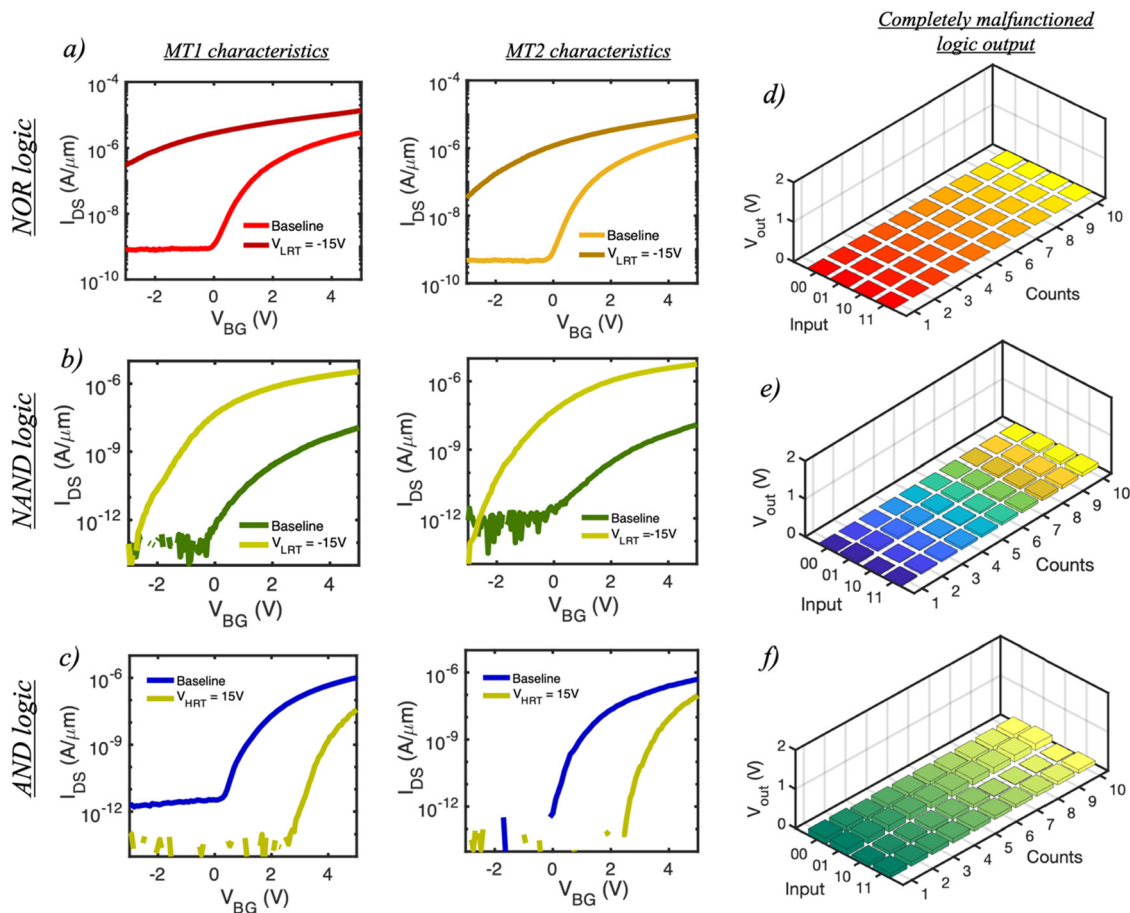 MT1 characteristics
MT2 characteristics
Completely malfunctioned
logic output
NOR logic
a)
I_DS (A/μm)
10^-4
10^-6
10^-8
10^-10
Baseline
V_LRT = -15V
-2 0 2 4
V_BG (V)
I_DS (A/μm)
10^-4
10^-6
10^-8
10^-10
Baseline
V_LRT = -15V
-2 0 2 4
V_BG (V)
d)
V_out (V)
2
1
0
00 01 10 11
Input
1 2 3 4 5 6 7 8 9 10
Counts
NAND logic
b)
I_DS (A/μm)
10^-6
10^-9
10^-12
Baseline
V_LRT = -15V
-2 0 2 4
V_BG (V)
I_DS (A/μm)
10^-6
10^-9
10^-12
Baseline
V_LRT =-15V
-2 0 2 4
V_BG (V)
e)
V_out (V)
2
1
0
00 01 10 11
Input
1 2 3 4 5 6 7 8 9 10
Counts
AND logic
c)
I_DS (A/μm)
10^-6
10^-9
10^-12
Baseline
V_HRT = 15V
-2 0 2 4
V_BG (V)
I_DS (A/μm)
10^-6
10^-9
10^-12
Baseline
V_HRT = 15V
-2 0 2 4
V_BG (V)
f)
V_out (V)
2
1
0
00 01 10 11
Input
1 2 3 4 5 6 7 8 9 10
Counts